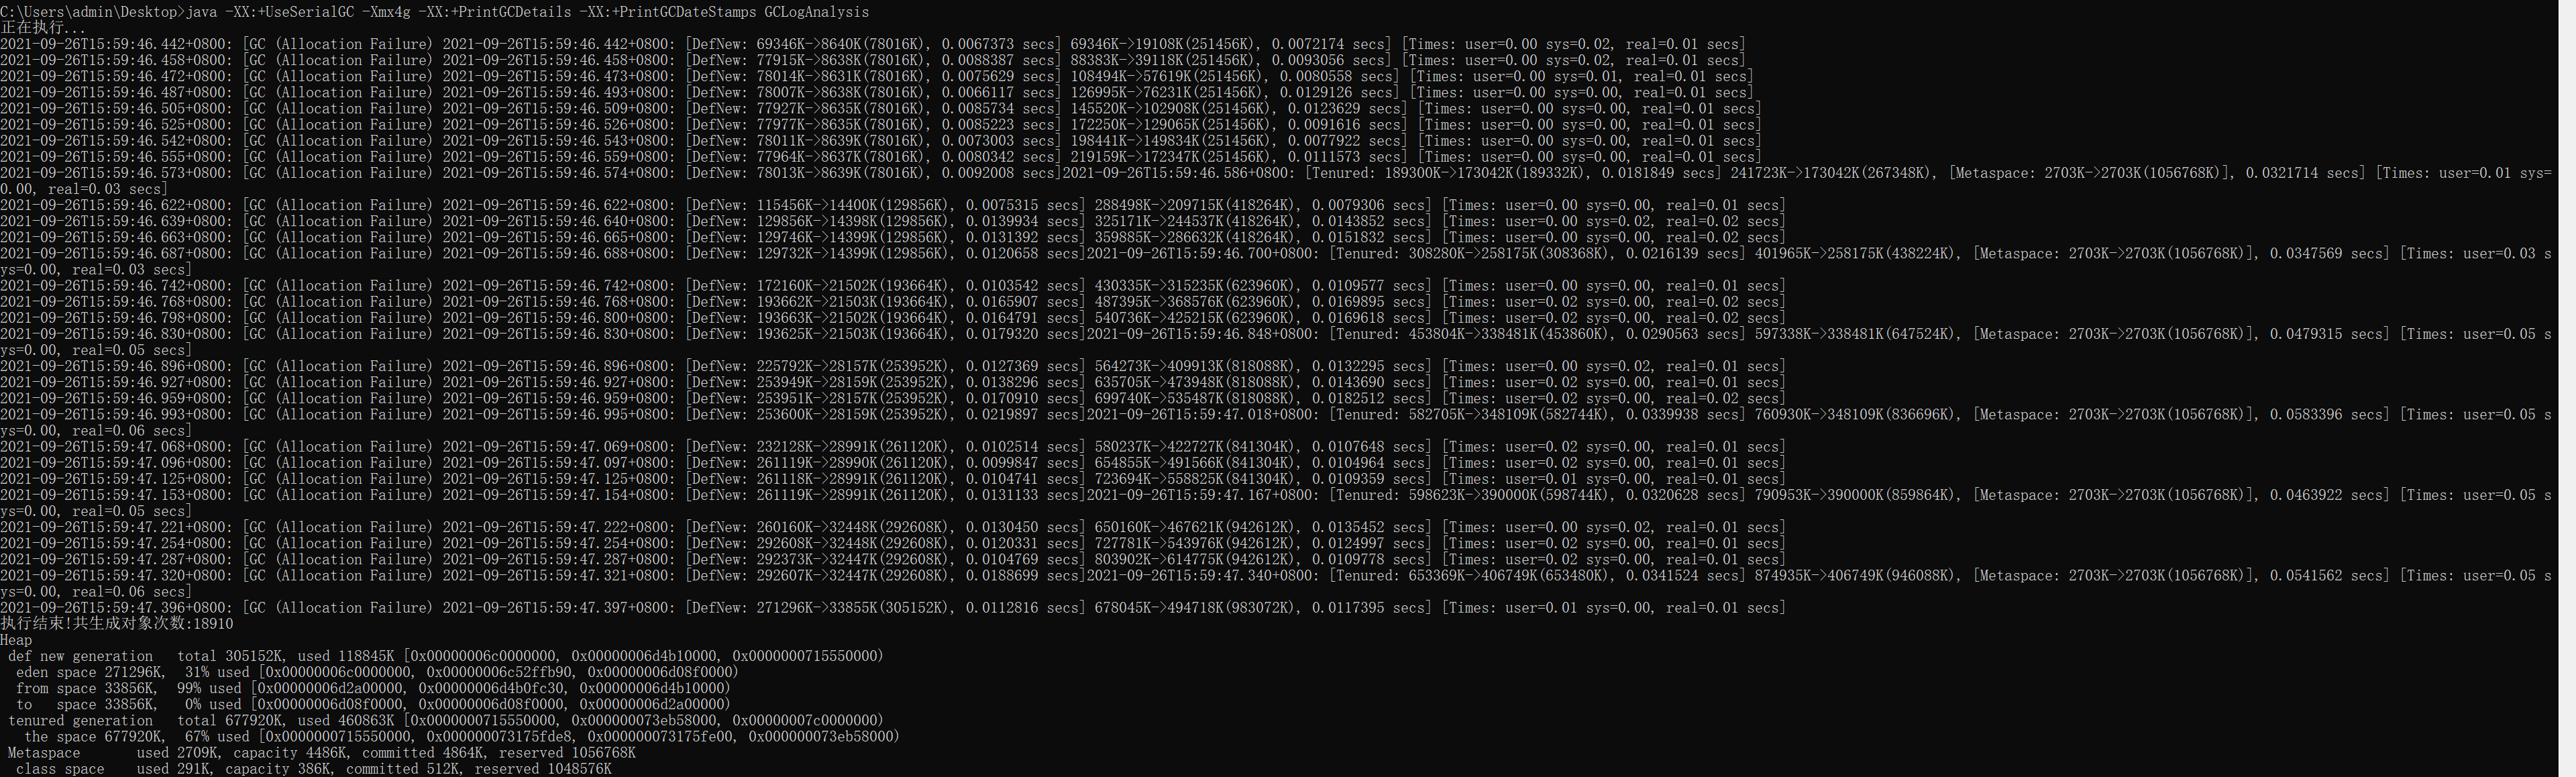 C:\Users\admin\Desktop>java -XX:+UseSerialGC -Xmx4g -XX:+PrintGCDetails -XX:+PrintGCDateStamps GCLogAnalysis
正在执行...
2021-09-26T15:59:46.442+0800: [GC (Allocation Failure) 2021-09-26T15:59:46.442+0800: [DefNew: 69346K->8640K(78016K), 0.0067373 secs] 69346K->19108K(251456K), 0.0072174 secs] [Times: user=0.00 sys=0.02, real=0.01 secs]
2021-09-26T15:59:46.458+0800: [GC (Allocation Failure) 2021-09-26T15:59:46.458+0800: [DefNew: 77915K->8638K(78016K), 0.0088387 secs] 88383K->39118K(251456K), 0.0093056 secs] [Times: user=0.00 sys=0.02, real=0.01 secs]
2021-09-26T15:59:46.472+0800: [GC (Allocation Failure) 2021-09-26T15:59:46.473+0800: [DefNew: 78014K->8631K(78016K), 0.0075629 secs] 108494K->57619K(251456K), 0.0080558 secs] [Times: user=0.00 sys=0.01, real=0.01 secs]
2021-09-26T15:59:46.487+0800: [GC (Allocation Failure) 2021-09-26T15:59:46.493+0800: [DefNew: 78007K->8638K(78016K), 0.0066117 secs] 126995K->76231K(251456K), 0.0129126 secs] [Times: user=0.00 sys=0.00, real=0.01 secs]
2021-09-26T15:59:46.505+0800: [GC (Allocation Failure) 2021-09-26T15:59:46.509+0800: [DefNew: 77927K->8635K(78016K), 0.0085734 secs] 145520K->102908K(251456K), 0.0123629 secs] [Times: user=0.00 sys=0.00, real=0.01 secs]
2021-09-26T15:59:46.525+0800: [GC (Allocation Failure) 2021-09-26T15:59:46.526+0800: [DefNew: 77977K->8635K(78016K), 0.0085223 secs] 172250K->129065K(251456K), 0.0091616 secs] [Times: user=0.00 sys=0.00, real=0.01 secs]
2021-09-26T15:59:46.542+0800: [GC (Allocation Failure) 2021-09-26T15:59:46.543+0800: [DefNew: 78011K->8639K(78016K), 0.0073003 secs] 198441K->149834K(251456K), 0.0077922 secs] [Times: user=0.00 sys=0.00, real=0.01 secs]
2021-09-26T15:59:46.555+0800: [GC (Allocation Failure) 2021-09-26T15:59:46.559+0800: [DefNew: 77964K->8637K(78016K), 0.0080342 secs] 219159K->172347K(251456K), 0.0111573 secs] [Times: user=0.00 sys=0.00, real=0.01 secs]
2021-09-26T15:59:46.573+0800: [GC (Allocation Failure) 2021-09-26T15:59:46.574+0800: [DefNew: 78013K->8639K(78016K), 0.0092008 secs]2021-09-26T15:59:46.586+0800: [Tenured: 189300K->173042K(189332K), 0.0181849 secs] 241723K->173042K(267348K), [Metaspace: 2703K->2703K(1056768K)], 0.0321714 secs] [Times: user=0.01 sys=
0.00, real=0.03 secs]
2021-09-26T15:59:46.622+0800: [GC (Allocation Failure) 2021-09-26T15:59:46.622+0800: [DefNew: 115456K->14400K(129856K), 0.0075315 secs] 288498K->209715K(418264K), 0.0079306 secs] [Times: user=0.00 sys=0.02, real=0.01 secs]
2021-09-26T15:59:46.639+0800: [GC (Allocation Failure) 2021-09-26T15:59:46.640+0800: [DefNew: 129856K->14398K(129856K), 0.0139934 secs] 325171K->244537K(418264K), 0.0143852 secs] [Times: user=0.00 sys=0.02, real=0.02 secs]
2021-09-26T15:59:46.663+0800: [GC (Allocation Failure) 2021-09-26T15:59:46.665+0800: [DefNew: 129746K->14399K(129856K), 0.0131392 secs] 359885K->286632K(418264K), 0.0151832 secs] [Times: user=0.00 sys=0.00, real=0.02 secs]
2021-09-26T15:59:46.687+0800: [GC (Allocation Failure) 2021-09-26T15:59:46.688+0800: [DefNew: 129732K->14399K(129856K), 0.0120658 secs]2021-09-26T15:59:46.700+0800: [Tenured: 308280K->258175K(308368K), 0.0216139 secs] 401965K->258175K(438224K), [Metaspace: 2703K->2703K(1056768K)], 0.0347569 secs] [Times: user=0.03 s
ys=0.00, real=0.03 secs]
2021-09-26T15:59:46.742+0800: [GC (Allocation Failure) 2021-09-26T15:59:46.742+0800: [DefNew: 172160K->21502K(193664K), 0.0103542 secs] 430335K->315235K(623960K), 0.0109577 secs] [Times: user=0.00 sys=0.00, real=0.01 secs]
2021-09-26T15:59:46.768+0800: [GC (Allocation Failure) 2021-09-26T15:59:46.768+0800: [DefNew: 193662K->21503K(193664K), 0.0165907 secs] 487395K->368576K(623960K), 0.0169895 secs] [Times: user=0.02 sys=0.00, real=0.02 secs]
2021-09-26T15:59:46.798+0800: [GC (Allocation Failure) 2021-09-26T15:59:46.800+0800: [DefNew: 193663K->21502K(193664K), 0.0164791 secs] 540736K->425215K(623960K), 0.0169618 secs] [Times: user=0.02 sys=0.00, real=0.02 secs]
2021-09-26T15:59:46.830+0800: [GC (Allocation Failure) 2021-09-26T15:59:46.830+0800: [DefNew: 193625K->21503K(193664K), 0.0179320 secs]2021-09-26T15:59:46.848+0800: [Tenured: 453804K->338481K(453860K), 0.0290563 secs] 597338K->338481K(647524K), [Metaspace: 2703K->2703K(1056768K)], 0.0479315 secs] [Times: user=0.05 s
ys=0.00, real=0.05 secs]
2021-09-26T15:59:46.896+0800: [GC (Allocation Failure) 2021-09-26T15:59:46.896+0800: [DefNew: 225792K->28157K(253952K), 0.0127369 secs] 564273K->409913K(818088K), 0.0132295 secs] [Times: user=0.00 sys=0.02, real=0.01 secs]
2021-09-26T15:59:46.927+0800: [GC (Allocation Failure) 2021-09-26T15:59:46.927+0800: [DefNew: 253949K->28159K(253952K), 0.0138296 secs] 635705K->473948K(818088K), 0.0143690 secs] [Times: user=0.02 sys=0.00, real=0.01 secs]
2021-09-26T15:59:46.959+0800: [GC (Allocation Failure) 2021-09-26T15:59:46.959+0800: [DefNew: 253951K->28157K(253952K), 0.0170910 secs] 699740K->535487K(818088K), 0.0182512 secs] [Times: user=0.02 sys=0.00, real=0.02 secs]
2021-09-26T15:59:46.993+0800: [GC (Allocation Failure) 2021-09-26T15:59:46.995+0800: [DefNew: 253600K->28159K(253952K), 0.0219897 secs]2021-09-26T15:59:47.018+0800: [Tenured: 582705K->348109K(582744K), 0.0339938 secs] 760930K->348109K(836696K), [Metaspace: 2703K->2703K(1056768K)], 0.0583396 secs] [Times: user=0.05 s
ys=0.00, real=0.06 secs]
2021-09-26T15:59:47.068+0800: [GC (Allocation Failure) 2021-09-26T15:59:47.069+0800: [DefNew: 232128K->28991K(261120K), 0.0102514 secs] 580237K->422727K(841304K), 0.0107648 secs] [Times: user=0.02 sys=0.00, real=0.01 secs]
2021-09-26T15:59:47.096+0800: [GC (Allocation Failure) 2021-09-26T15:59:47.097+0800: [DefNew: 261119K->28990K(261120K), 0.0099847 secs] 654855K->491566K(841304K), 0.0104964 secs] [Times: user=0.02 sys=0.00, real=0.01 secs]
2021-09-26T15:59:47.125+0800: [GC (Allocation Failure) 2021-09-26T15:59:47.125+0800: [DefNew: 261118K->28991K(261120K), 0.0104741 secs] 723694K->558825K(841304K), 0.0109359 secs] [Times: user=0.01 sys=0.00, real=0.01 secs]
2021-09-26T15:59:47.153+0800: [GC (Allocation Failure) 2021-09-26T15:59:47.154+0800: [DefNew: 261119K->28991K(261120K), 0.0131133 secs]2021-09-26T15:59:47.167+0800: [Tenured: 598623K->390000K(598744K), 0.0320628 secs] 790953K->390000K(859864K), [Metaspace: 2703K->2703K(1056768K)], 0.0463922 secs] [Times: user=0.05 s
ys=0.00, real=0.05 secs]
2021-09-26T15:59:47.221+0800: [GC (Allocation Failure) 2021-09-26T15:59:47.222+0800: [DefNew: 260160K->32448K(292608K), 0.0130450 secs] 650160K->467621K(942612K), 0.0135452 secs] [Times: user=0.00 sys=0.02, real=0.01 secs]
2021-09-26T15:59:47.254+0800: [GC (Allocation Failure) 2021-09-26T15:59:47.254+0800: [DefNew: 292608K->32448K(292608K), 0.0120331 secs] 727781K->543976K(942612K), 0.0124997 secs] [Times: user=0.02 sys=0.00, real=0.01 secs]
2021-09-26T15:59:47.287+0800: [GC (Allocation Failure) 2021-09-26T15:59:47.287+0800: [DefNew: 292373K->32447K(292608K), 0.0104769 secs] 803902K->614775K(942612K), 0.0109778 secs] [Times: user=0.02 sys=0.00, real=0.01 secs]
2021-09-26T15:59:47.320+0800: [GC (Allocation Failure) 2021-09-26T15:59:47.321+0800: [DefNew: 292607K->32447K(292608K), 0.0188699 secs]2021-09-26T15:59:47.340+0800: [Tenured: 653369K->406749K(653480K), 0.0341524 secs] 874935K->406749K(946088K), [Metaspace: 2703K->2703K(1056768K)], 0.0541562 secs] [Times: user=0.05 s
ys=0.00, real=0.06 secs]
2021-09-26T15:59:47.396+0800: [GC (Allocation Failure) 2021-09-26T15:59:47.397+0800: [DefNew: 271296K->33855K(305152K), 0.0112816 secs] 678045K->494718K(983072K), 0.0117395 secs] [Times: user=0.01 sys=0.00, real=0.01 secs]
执行结束!共生成对象次数:18910
Heap
def new generation total 305152K, used 118845K [0x00000006c0000000, 0x00000006d4b10000, 0x0000000715550000)
eden space 271296K, 31% used [0x00000006c0000000, 0x00000006c52ffb90, 0x00000006d08f0000)
from space 33856K, 99% used [0x00000006d2a00000, 0x00000006d4b0fc30, 0x00000006d4b10000)
to space 33856K, 0% used [0x00000006d08f0000, 0x00000006d08f0000, 0x00000006d2a00000)
tenured generation total 677920K, used 460863K [0x0000000715550000, 0x000000073eb58000, 0x00000007c0000000)
the space 677920K, 67% used [0x0000000715550000, 0x000000073175fde8, 0x000000073175fe00, 0x000000073eb58000)
Metaspace used 2709K, capacity 4486K, committed 4864K, reserved 1056768K
class space used 291K, capacity 386K, committed 512K, reserved 1048576K